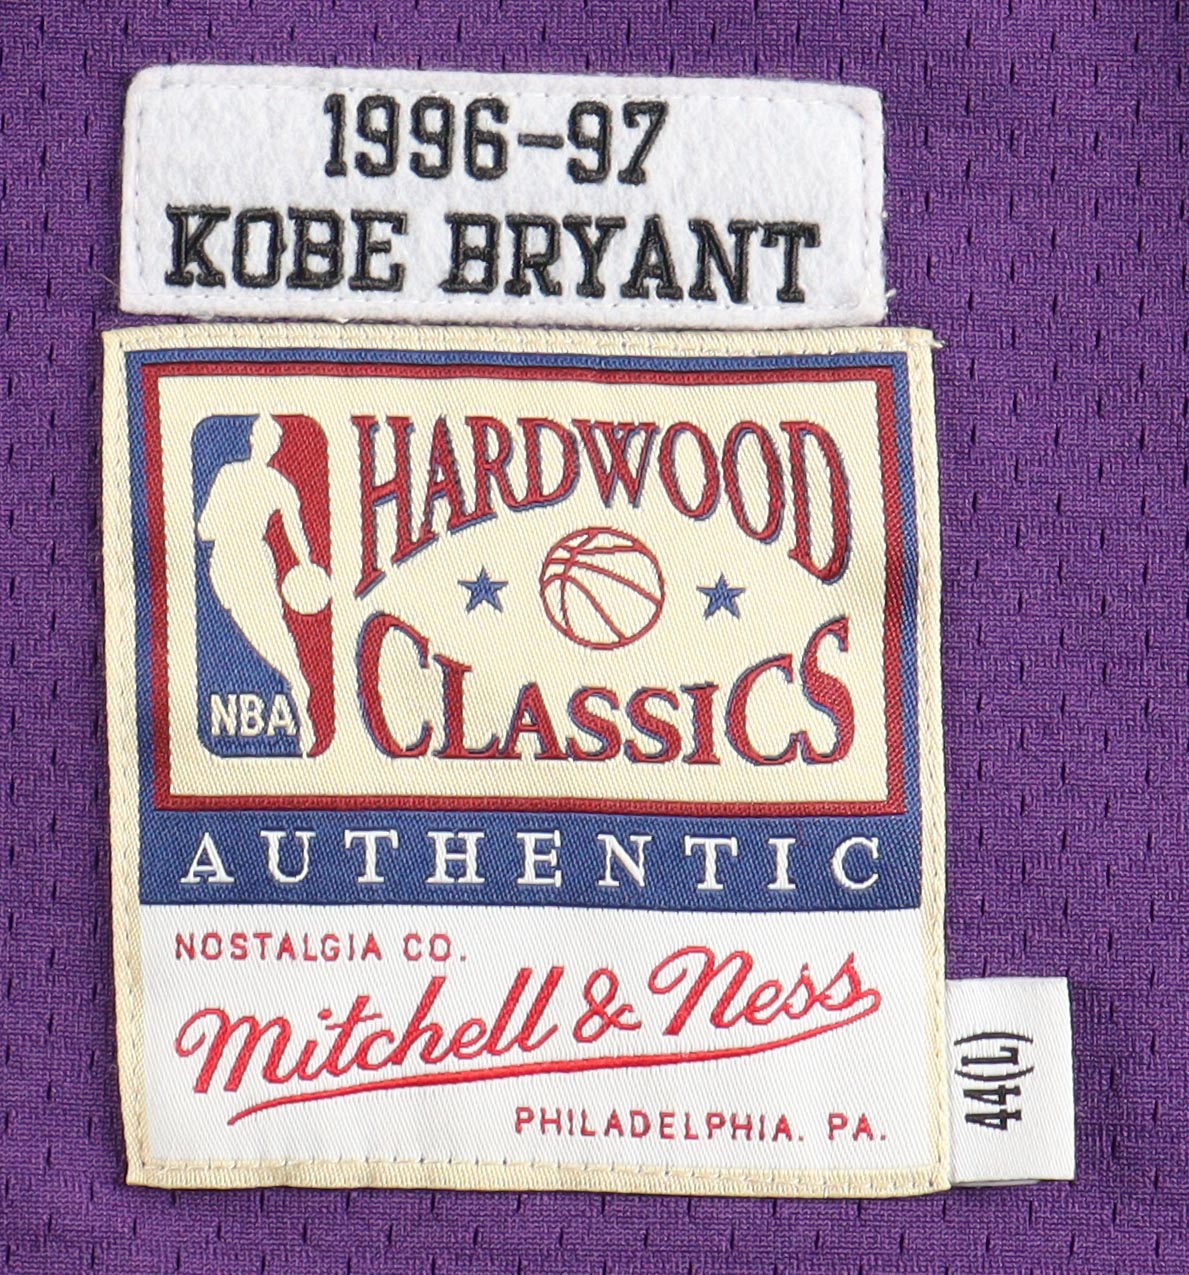 1996-97
KOBE BRYANT
HARDWOOD
CLASSICS
NBA
AUTHENTIC
NOSTALGIA CO.
Mitchell & Ness
PHILADELPHIA. PA.
44(L)